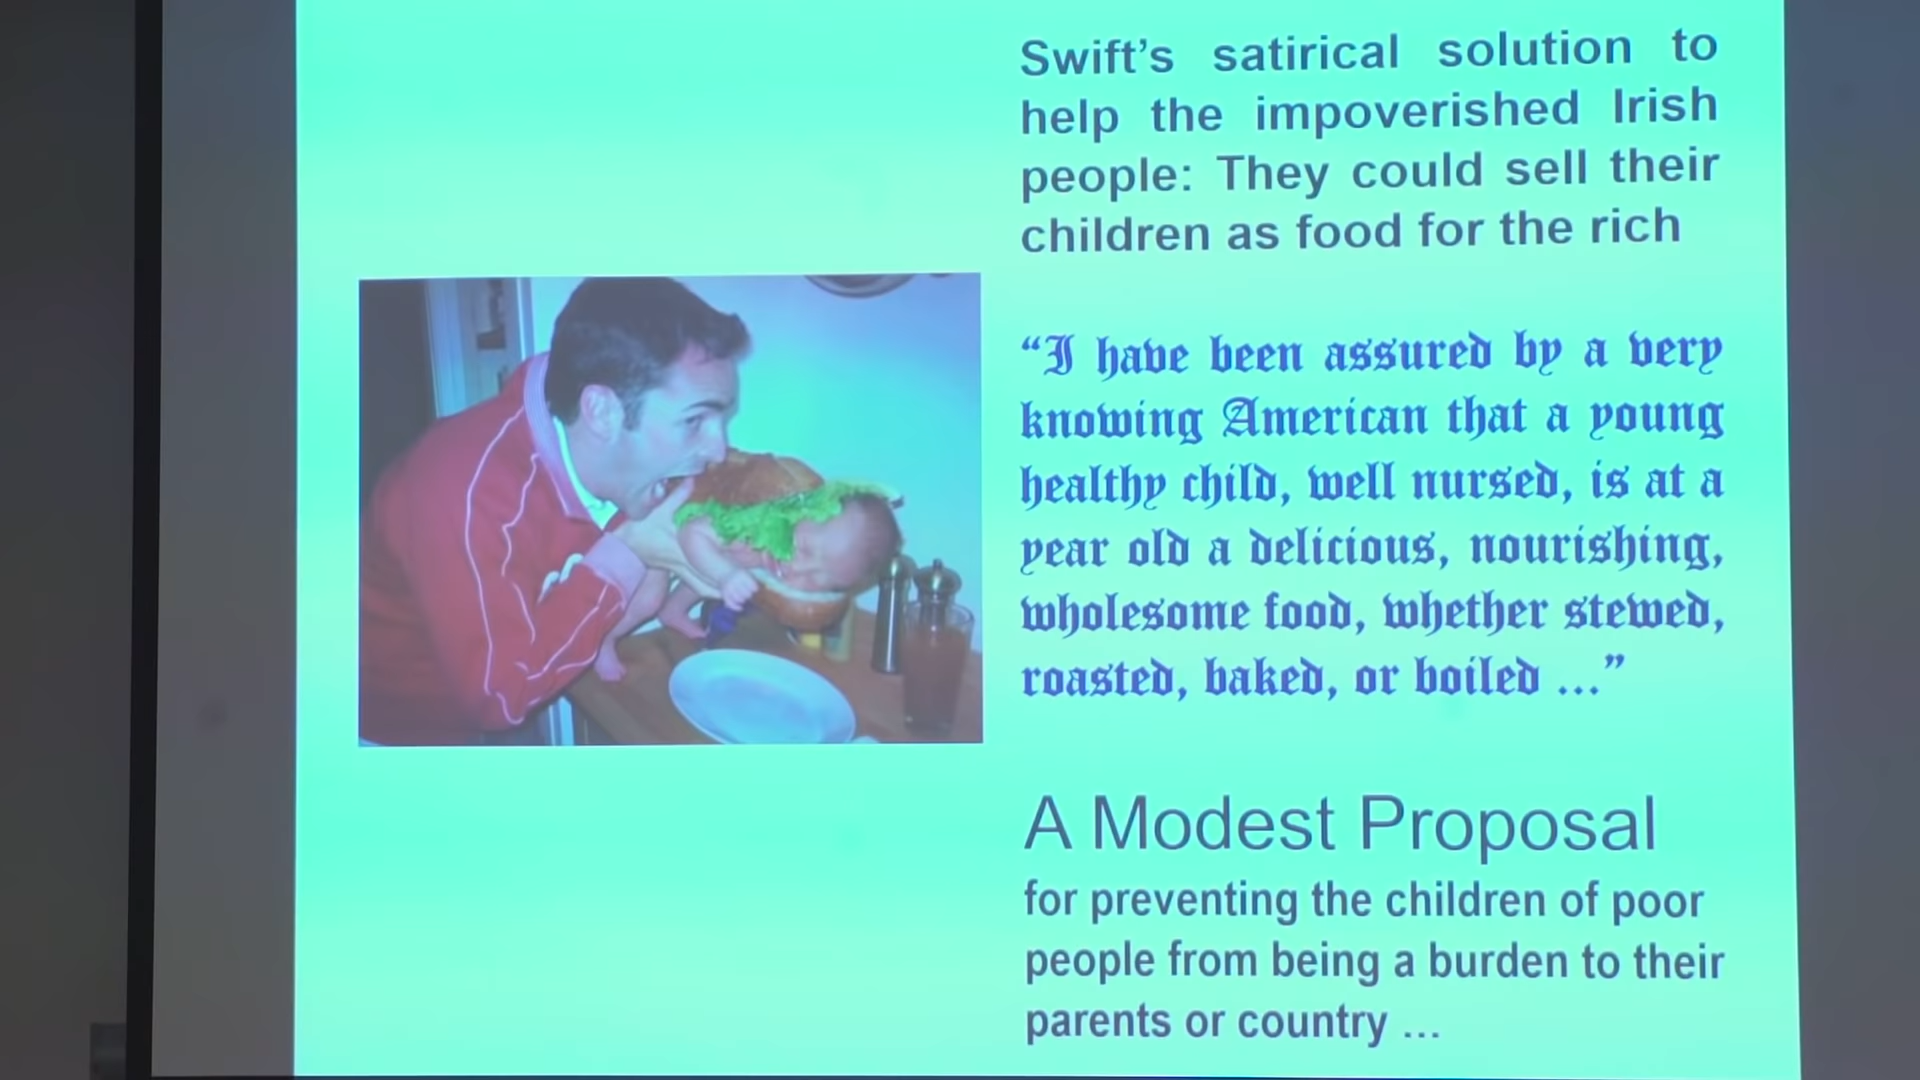 Swift’s satirical solution to
help the impoverished Irish
people: They could sell their
children as food for the rich
“I have been assured by a very
knowing American that a young
healthy child, well nursed, is at a
year old a delicious, nourishing,
wholesome food, whether stewed,
roasted, baked, or boiled ...”
A Modest Proposal
for preventing the children of poor
people from being a burden to their
parents or country ...